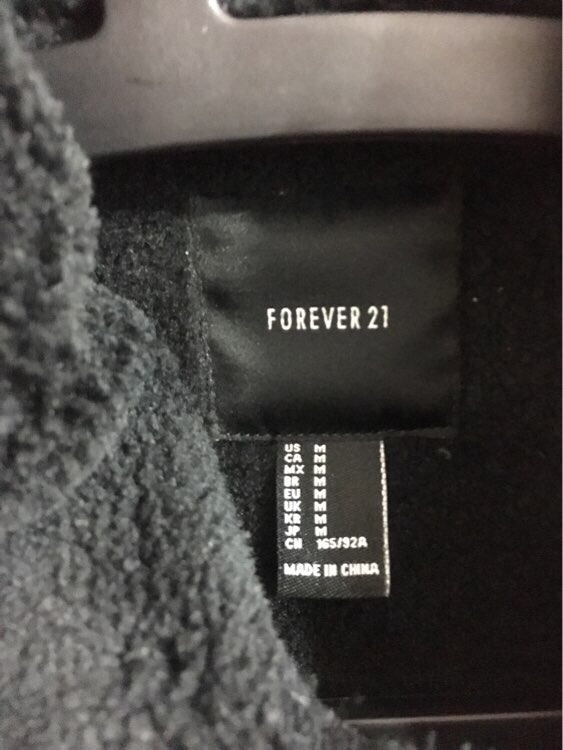 FOREVER 21
US M
CA M
MX M
BR M
EU M
UK M
KR M
JP M
CN 165/92A
MADE IN CHINA